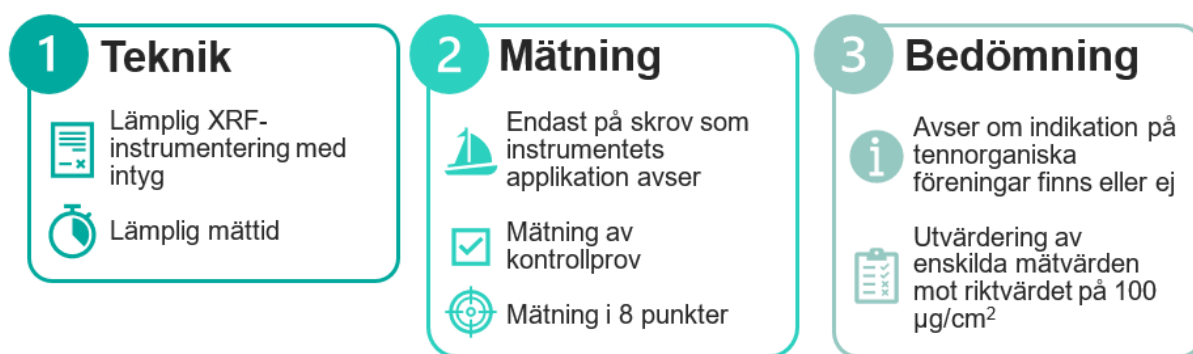 1 Teknik
Lämplig XRF-
instrumentering med
intyg
Lämplig mättid
2 Mätning
Endast på skrov som
instrumentets
applikation avser
Mätning av
kontrollprov
Mätning i 8 punkter
3 Bedömning
Avser om indikation på
tennorganiska
föreningar finns eller ej
Utvärdering av
enskilda mätvärden
mot riktvärdet på 100
µg/cm²